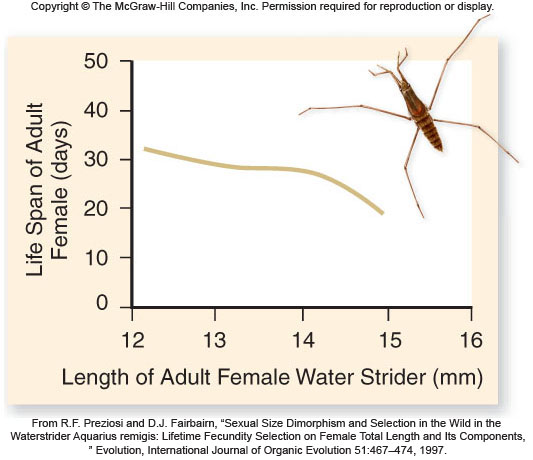 Copyright © The McGraw-Hill Companies, Inc. Permission required for reproduction or display.
50
40
30
20
10
0
Life Span of Adult
Female (days)
12 13 14 15 16
Length of Adult Female Water Strider (mm)
From R.F. Preziosi and D.J. Fairbairn, “Sexual Size Dimorphism and Selection in the Wild in the
Waterstrider Aquarius remigis: Lifetime Fecundity Selection on Female Total Length and Its Components,
” Evolution, International Journal of Organic Evolution 51:467–474, 1997.